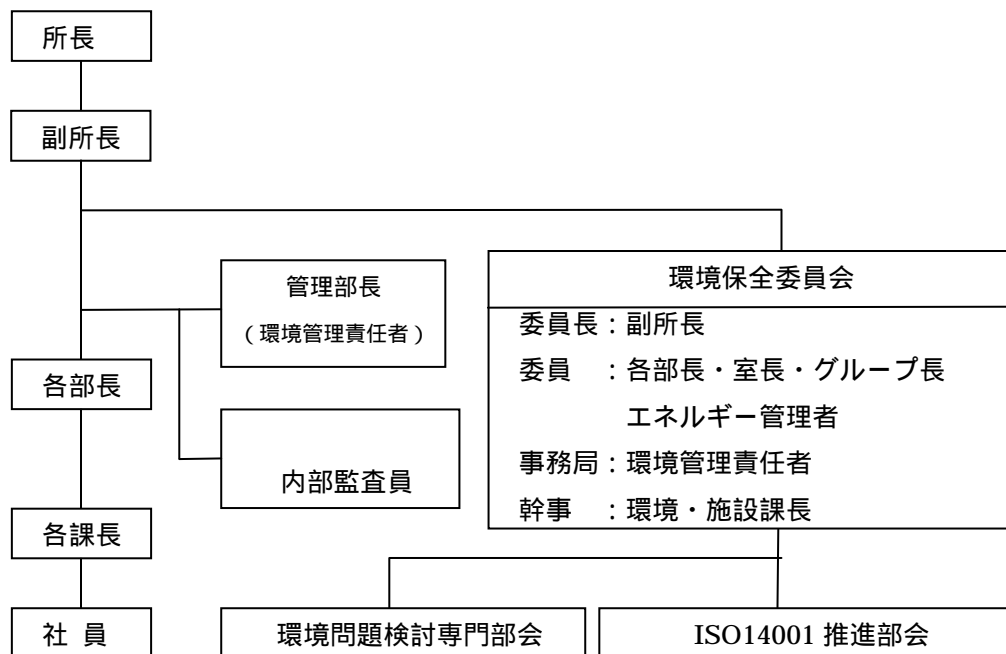 所長
副所長
管理部長
（環境管理責任者）
環境保全委員会
委員長：副所長
委員　：各部長・室長・グループ長
エネルギー管理者
事務局：環境管理責任者
幹事　：環境・施設課長
各部長
内部監査員
各課長
社 員
環境問題検討専門部会
ISO14001 推進部会